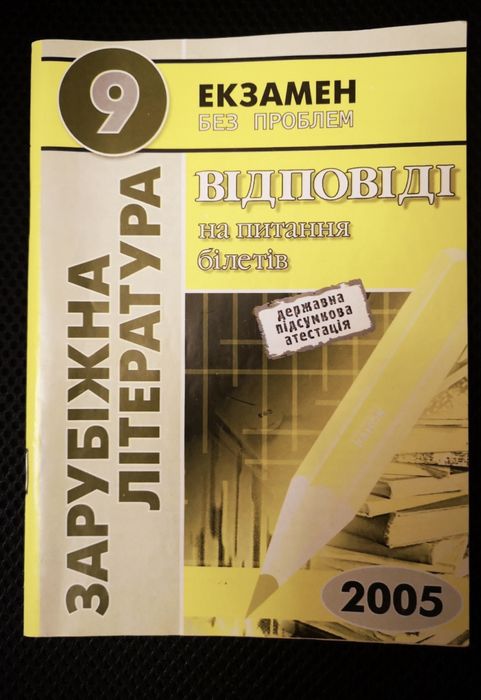 9
ЕКЗАМЕН
БЕЗ ПРОБЛЕМ
ВІДПОВІДІ
на питання
білетів
державна
підсумкова
атестація
ЗАРУБІЖНА
ЛІТЕРАТУРА
2005